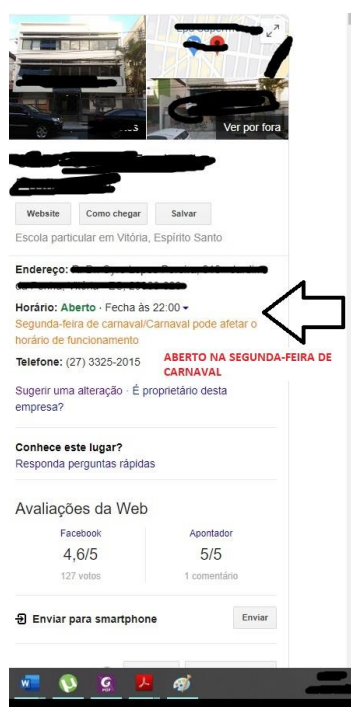 Ver por fora
Website Como chegar Salvar
Escola particular em Vitória, Espírito Santo
Endereço:
Horário: Aberto · Fecha às 22:00
Segunda-feira de carnaval/Carnaval pode afetar o
horário de funcionamento
Telefone: (27) 3325-2015
ABERTO NA SEGUNDA-FEIRA DE
CARNAVAL
Sugerir uma alteração · É proprietário desta
empresa?
Conhece este lugar?
Responda perguntas rápidas
Avaliações da Web
Facebook Apontador
4,6/5 5/5
127 votos 1 comentário
Enviar para smartphone Enviar